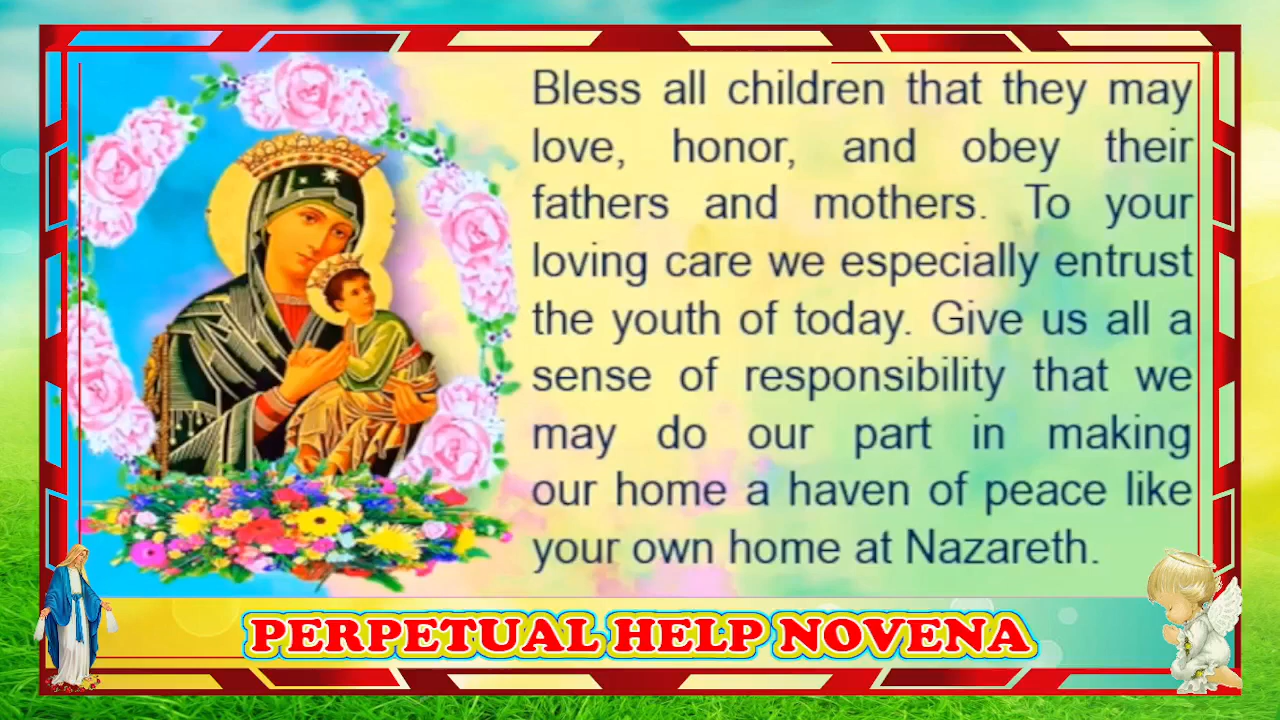 Bless all children that they may
love, honor, and obey their
fathers and mothers. To your
loving care we especially entrust
the youth of today. Give us all a
sense of responsibility that we
may do our part in making
our home a haven of peace like
your own home at Nazareth.
PERPETUAL HELP NOVENA